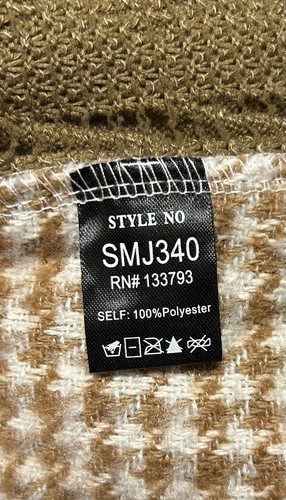 STYLE NO
SMJ340
RN# 133793
SELF: 100%Polyester